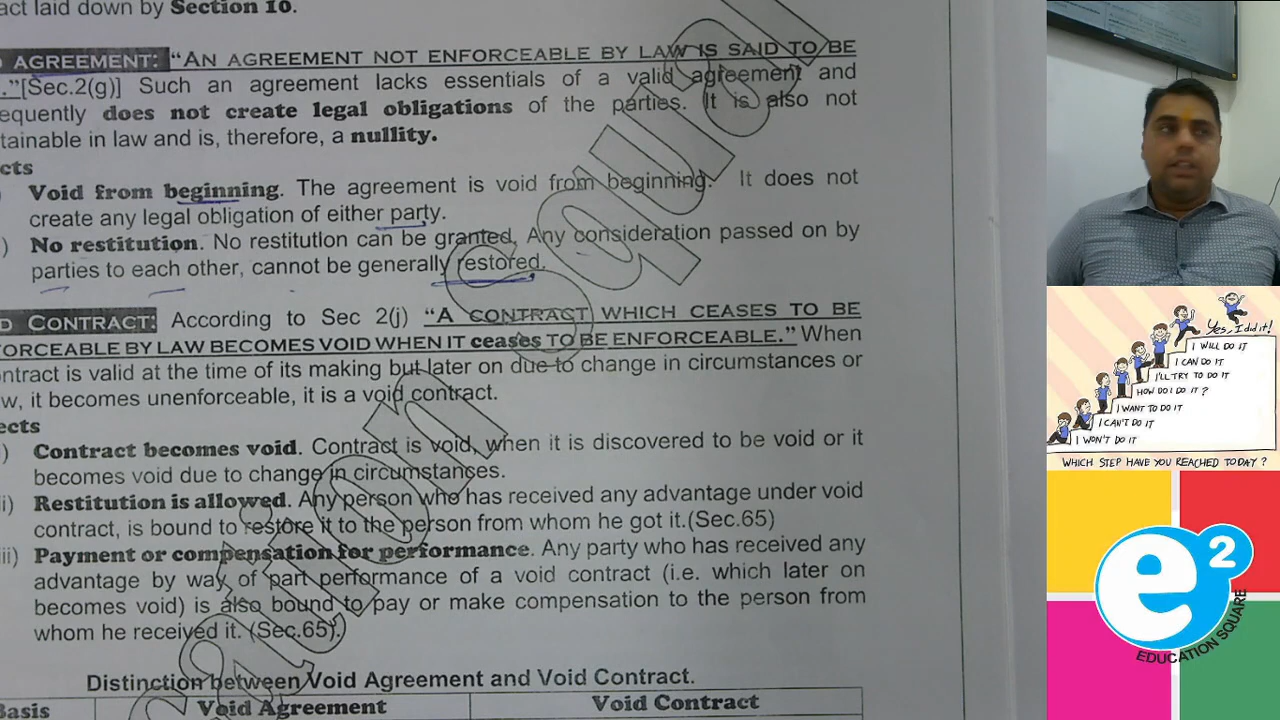 act laid down by Section 10.
AGREEMENT: “AN AGREEMENT NOT ENFORCEABLE BY LAW IS SAID TO BE
.”[Sec.2(g)] Such an agreement lacks essentials of a valid agreement and
equently does not create legal obligations of the parties. It is also not
tainable in law and is, therefore, a nullity.
cts
Void from beginning. The agreement is void from beginning. It does not
create any legal obligation of either party.
) No restitution. No restitution can be granted. Any consideration passed on by
parties to each other, cannot be generally restored.
D CONTRACT: According to Sec 2(j) “A CONTRACT WHICH CEASES TO BE
FORCEABLE BY LAW BECOMES VOID WHEN IT ceases TO BE ENFORCEABLE.” When
ntract is valid at the time of its making but later on due to change in circumstances or
w, it becomes unenforceable, it is a void contract.
ects
i) Contract becomes void. Contract is void, when it is discovered to be void or it
becomes void due to change in circumstances.
ii) Restitution is allowed. Any person who has received any advantage under void
contract, is bound to restore it to the person from whom he got it.(Sec.65)
iii) Payment or compensation for performance. Any party who has received any
advantage by way of part performance of a void contract (i.e. which later on
becomes void) is also bound to pay or make compensation to the person from
whom he received it. (Sec.65).
Distinction between Void Agreement and Void Contract.
Basis Void Agreement Void Contract
Yes, I did it!
I WILL DO IT
I CAN DO IT
I'LL TRY TO DO IT
HOW DO I DO IT ?
I WANT TO DO IT
I CAN'T DO IT
I WON'T DO IT
WHICH STEP HAVE YOU REACHED TODAY ?
e2
EDUCATION SQUARE